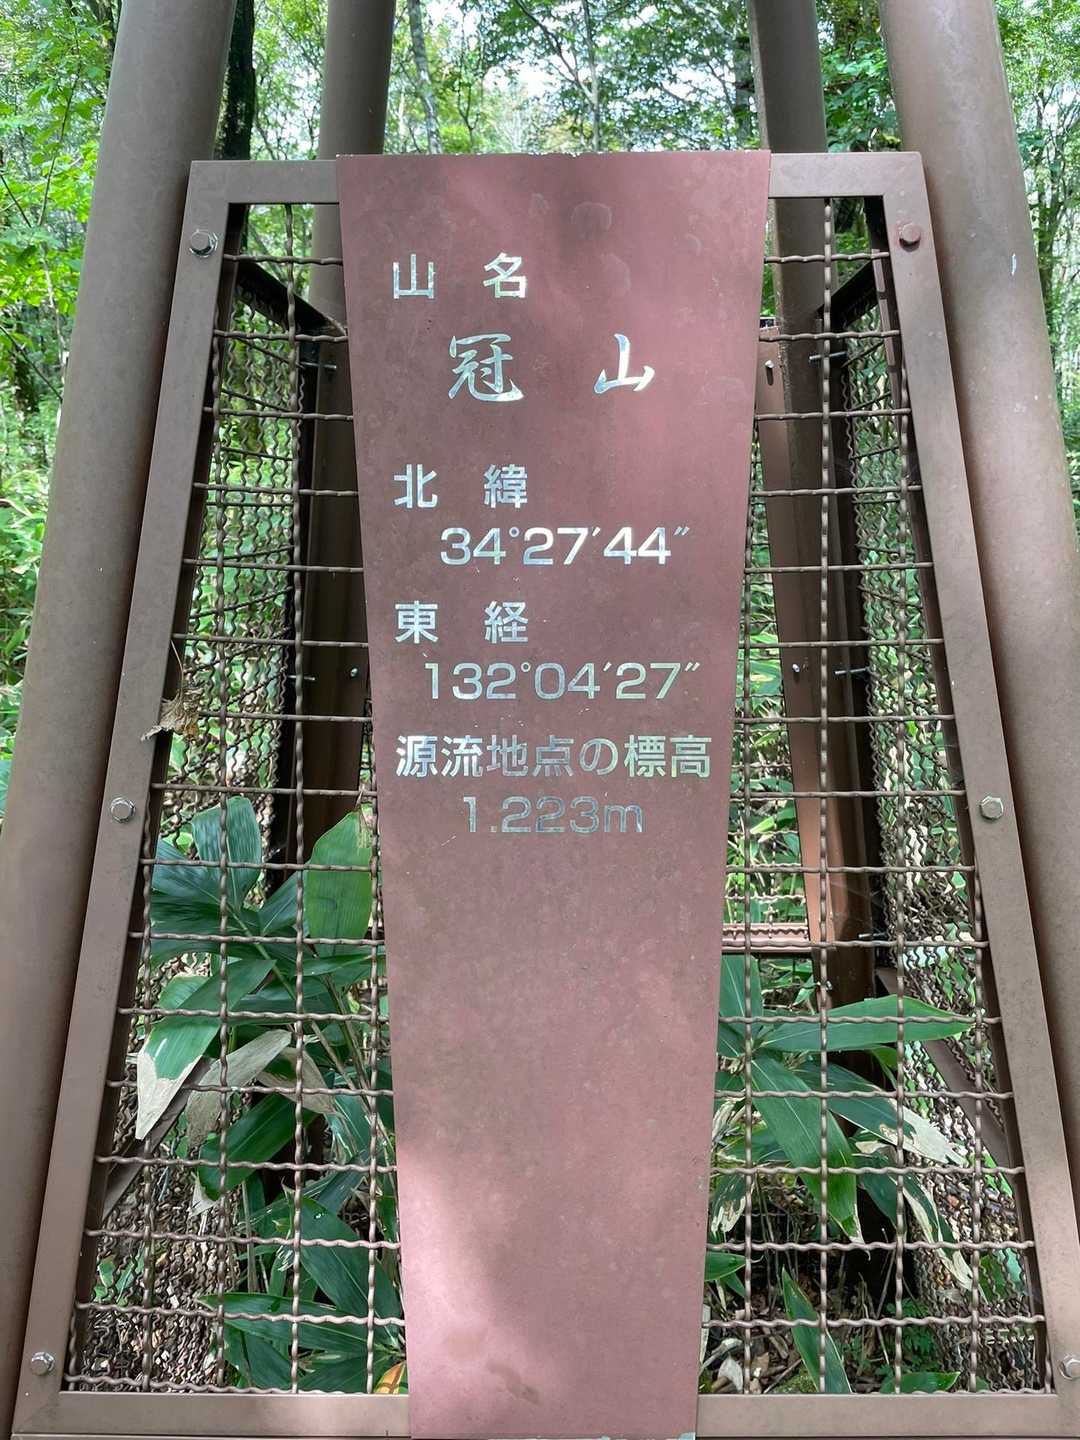 山 名
冠 山
北 緯
34°27′44″
東 経
132°04′27″
源流地点の標高
1.223m